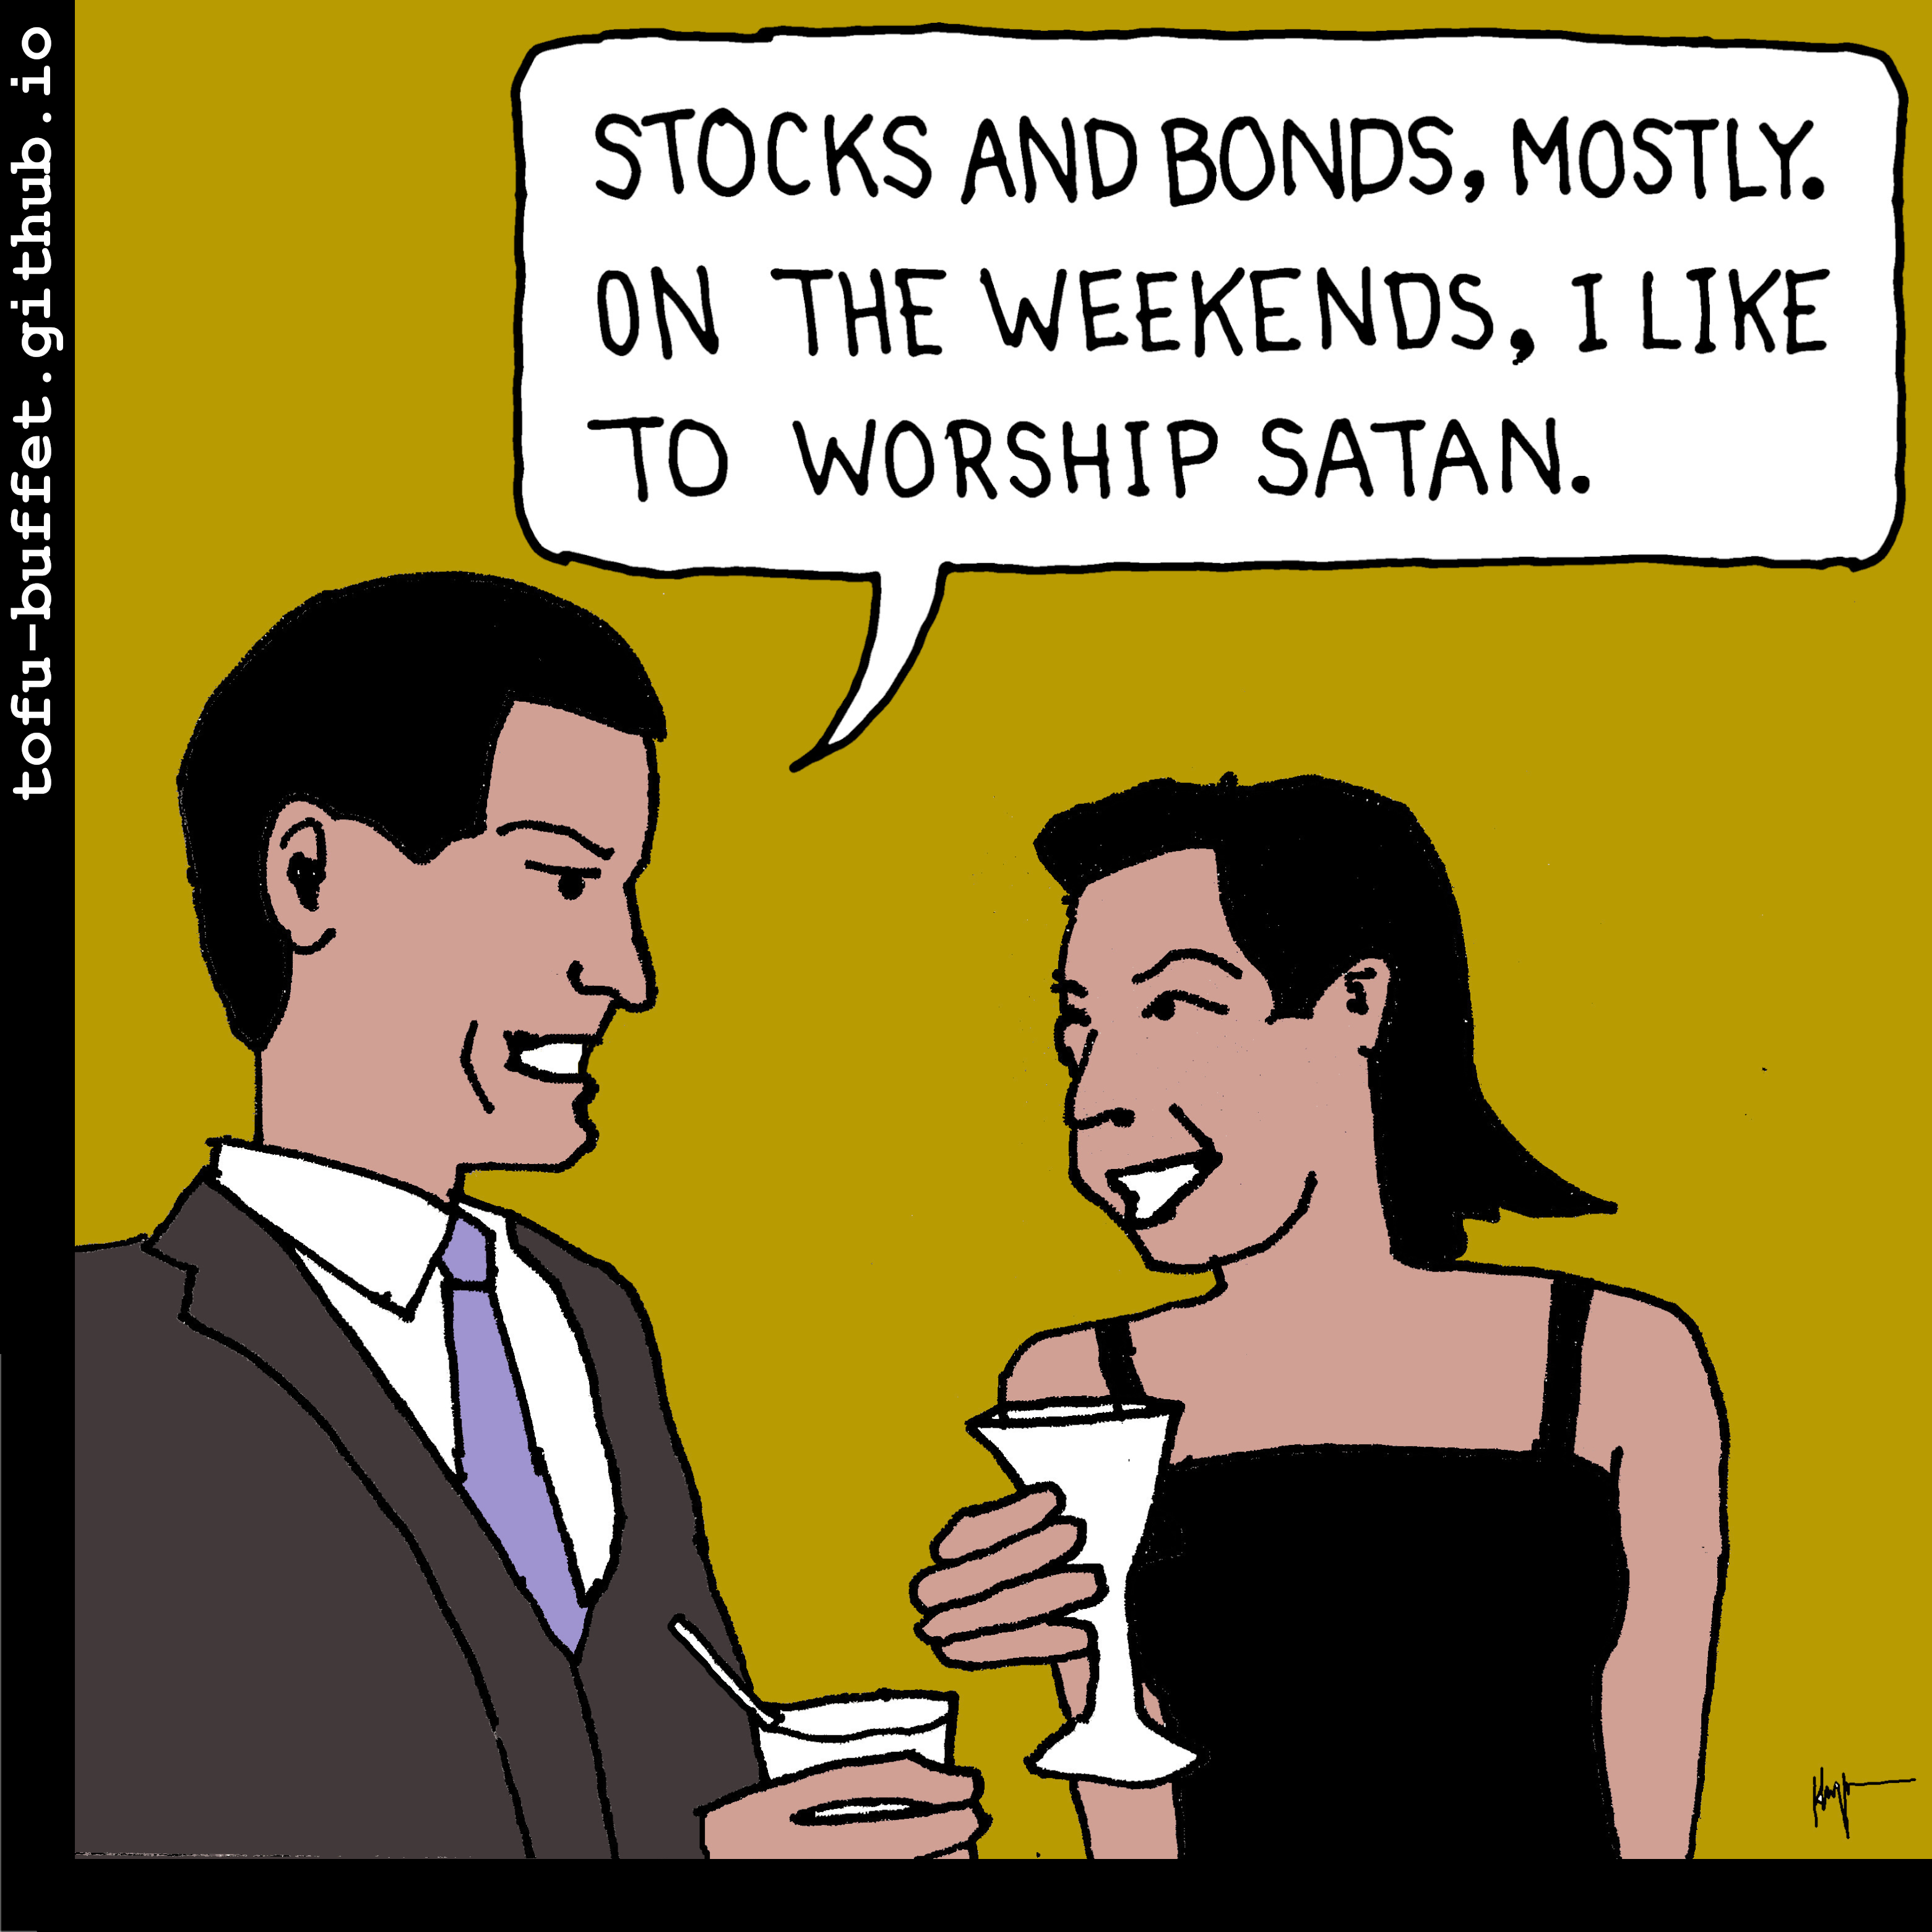 tofu-buffet.github.io
STOCKS AND BONDS, MOSTLY.
ON THE WEEKENDS, I LIKE
TO WORSHIP SATAN.